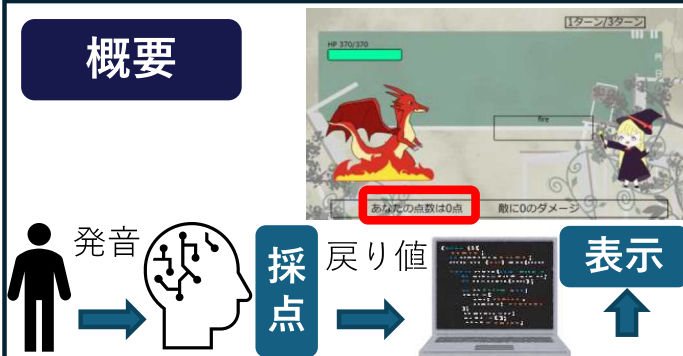 概要
1ターン/3ターン
HP 370/370
fire
あなたの点数は0点
敵に0のダメージ
発音
採点
戻り値
表示